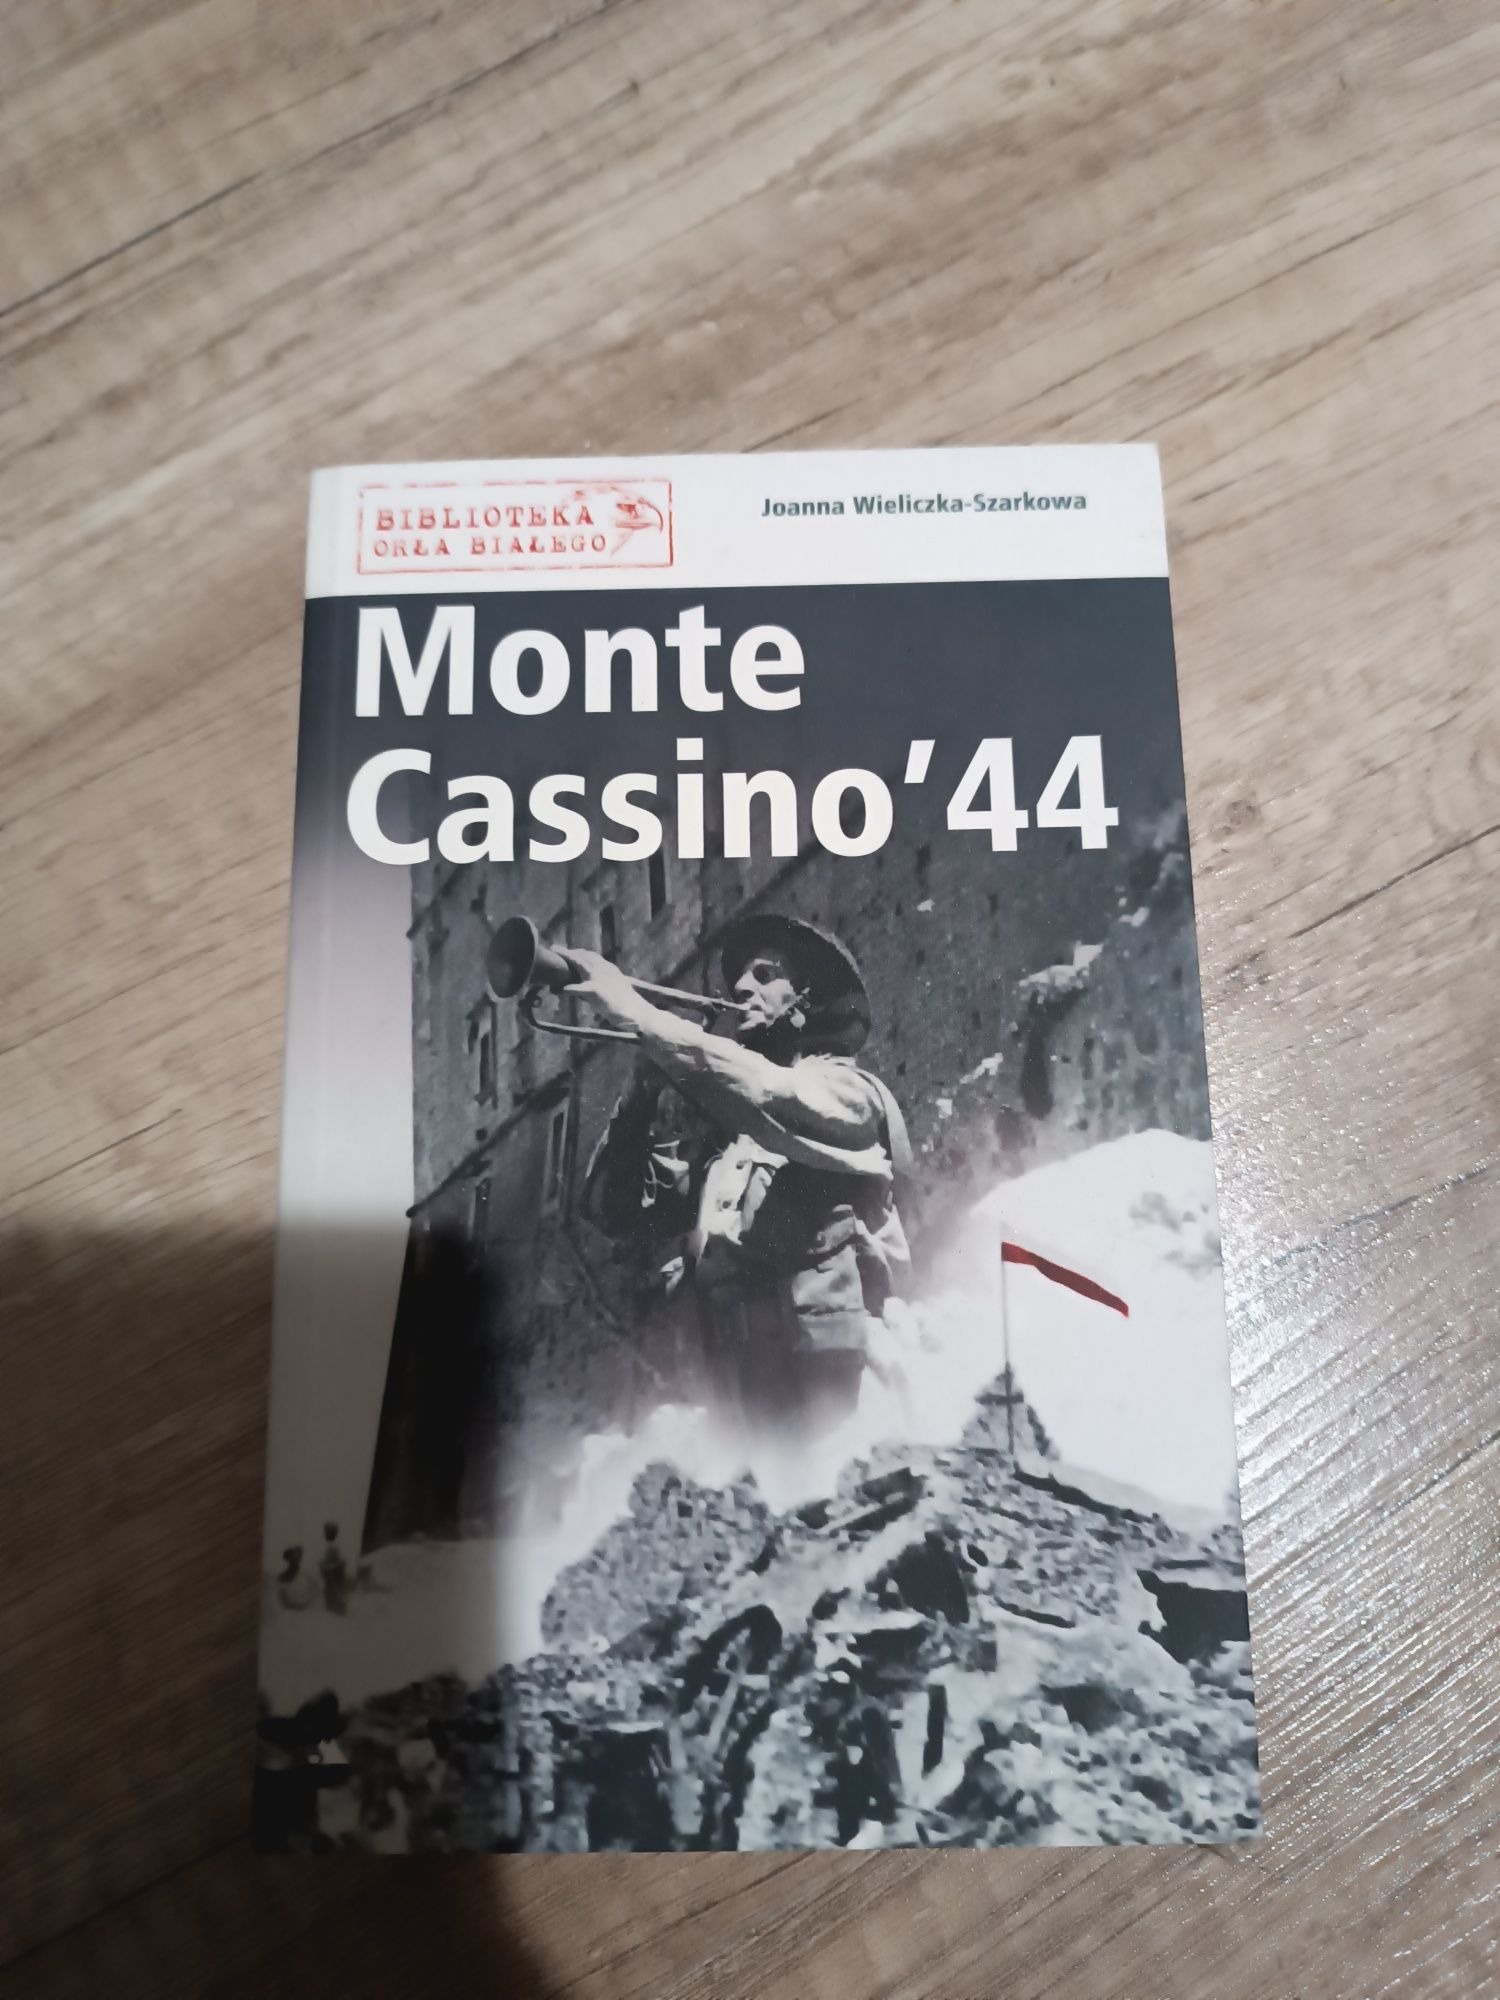 BIBLIOTEKA
ORŁA BIAŁEGO
Joanna Wieliczka-Szarkowa
Monte
Cassino'44